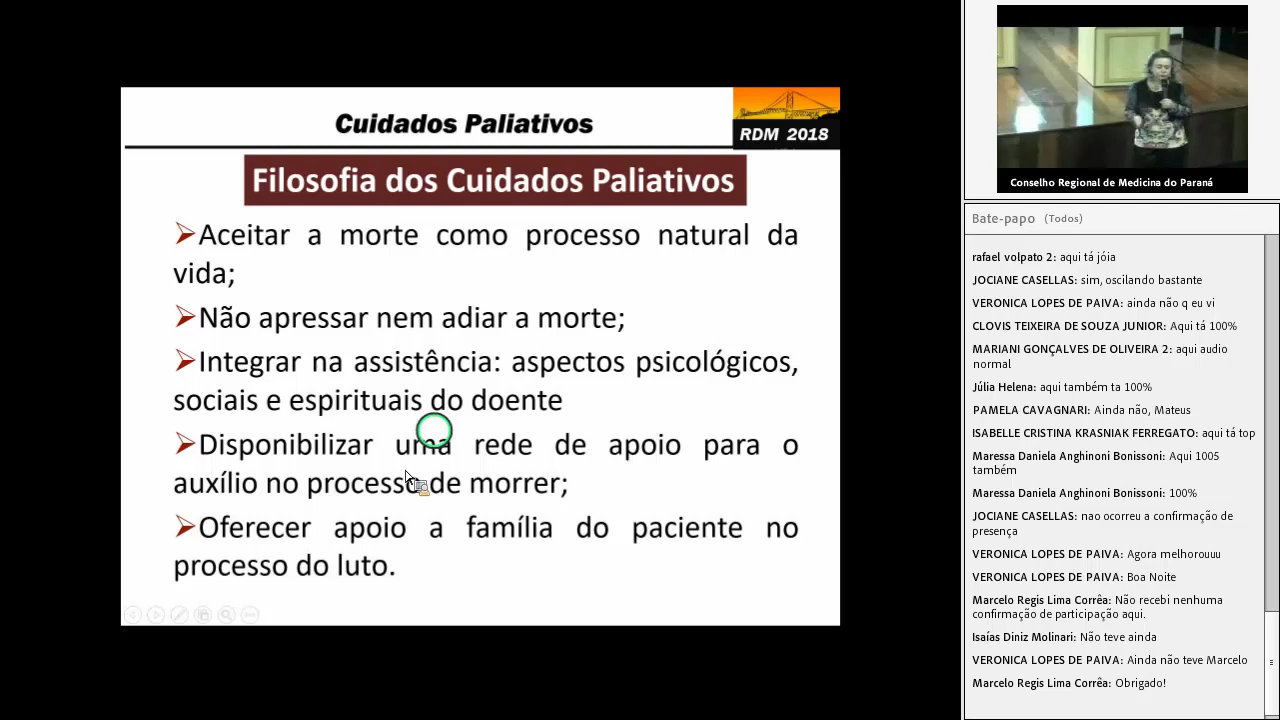 Cuidados Paliativos
RDM 2018
Filosofia dos Cuidados Paliativos
➢Aceitar a morte como processo natural da
vida;
➢Não apressar nem adiar a morte;
➢Integrar na assistência: aspectos psicológicos,
sociais e espirituais do doente
➢Disponibilizar uma rede de apoio para o
auxílio no processo de morrer;
➢Oferecer apoio a família do paciente no
processo do luto.
Conselho Regional de Medicina do Paraná
Bate-papo (Todos)
rafael volpato 2: aqui tá jóia
JOCIANE CASELLAS: sim, oscilando bastante
VERONICA LOPES DE PAIVA: ainda não q eu vi
CLOVIS TEIXEIRA DE SOUZA JUNIOR: Aqui tá 100%
MARIANI GONÇALVES DE OLIVEIRA 2: aqui audio
normal
Júlia Helena: aqui também ta 100%
PAMELA CAVAGNARI: Ainda não, Mateus
ISABELLE CRISTINA KRASNIAK FERREGATO: aqui tá top
Maressa Daniela Anghinoni Bonissoni: Aqui 1005
também
Maressa Daniela Anghinoni Bonissoni: 100%
JOCIANE CASELLAS: nao ocorreu a confirmação de
presença
VERONICA LOPES DE PAIVA: Agora melhorouuu
VERONICA LOPES DE PAIVA: Boa Noite
Marcelo Regis Lima Corrêa: Não recebi nenhuma
confirmação de participação aqui.
Isaías Diniz Molinari: Não teve ainda
VERONICA LOPES DE PAIVA: Ainda não teve Marcelo
Marcelo Regis Lima Corrêa: Obrigado!